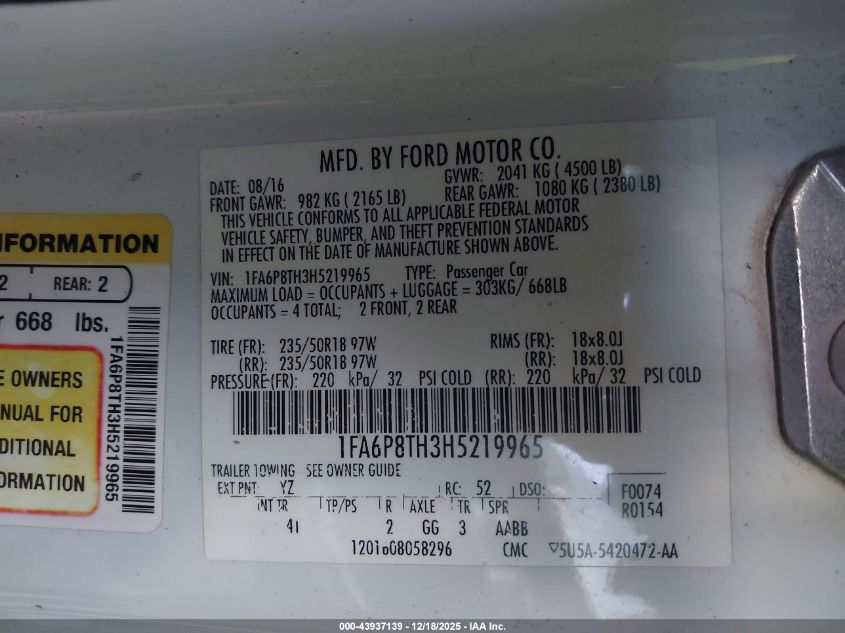 MFD. BY FORD MOTOR CO.
DATE: 08/16 GVWR: 2041 KG ( 4500 LB)
FRONT GAWR: 982 KG ( 2165 LB) REAR GAWR: 1080 KG ( 2380 LB)
THIS VEHICLE CONFORMS TO ALL APPLICABLE FEDERAL MOTOR
VEHICLE SAFETY, BUMPER, AND THEFT PREVENTION STANDARDS
IN EFFECT ON THE DATE OF MANUFACTURE SHOWN ABOVE.
VIN: 1FA6P8TH3H5219965 TYPE: Passenger Car
MAXIMUM LOAD = OCCUPANTS + LUGGAGE = 303KG/ 668LB
OCCUPANTS = 4 TOTAL; 2 FRONT, 2 REAR
TIRE (FR): 235/50R18 97W RIMS (FR): 18x8.0J
(RR): 235/50R18 97W (RR): 18x8.0J
PRESSURE(FR): 220 kPa/ 32 PSI COLD (RR): 220 kPa/ 32 PSI COLD
1FA6P8TH3H5219965
TRAILER TOWING SEE OWNER GUIDE
EXT PNT: YZ RC: 52 DSO:
F0074
R0154
INT TR TP/PS R AXLE TR SPR
4I 2 GG 3 AABB
1201608058296 CMC 5U5A-5420472-AA
INFORMATION
2 REAR: 2
668 lbs.
OWNERS
MANUAL FOR
ADDITIONAL
INFORMATION
1FA6P8TH3H5219965
000-43937139 - 12/18/2025 - IAA Inc.